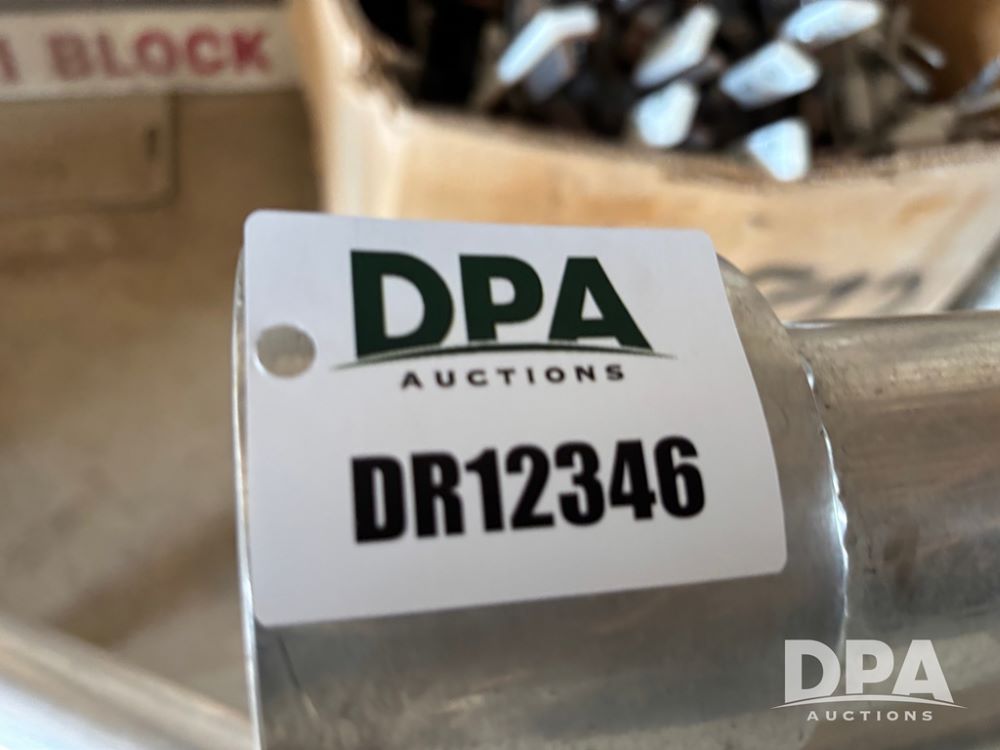 BLOCK
DPA
AUCTIONS
DR12346
DPA
AUCTIONS